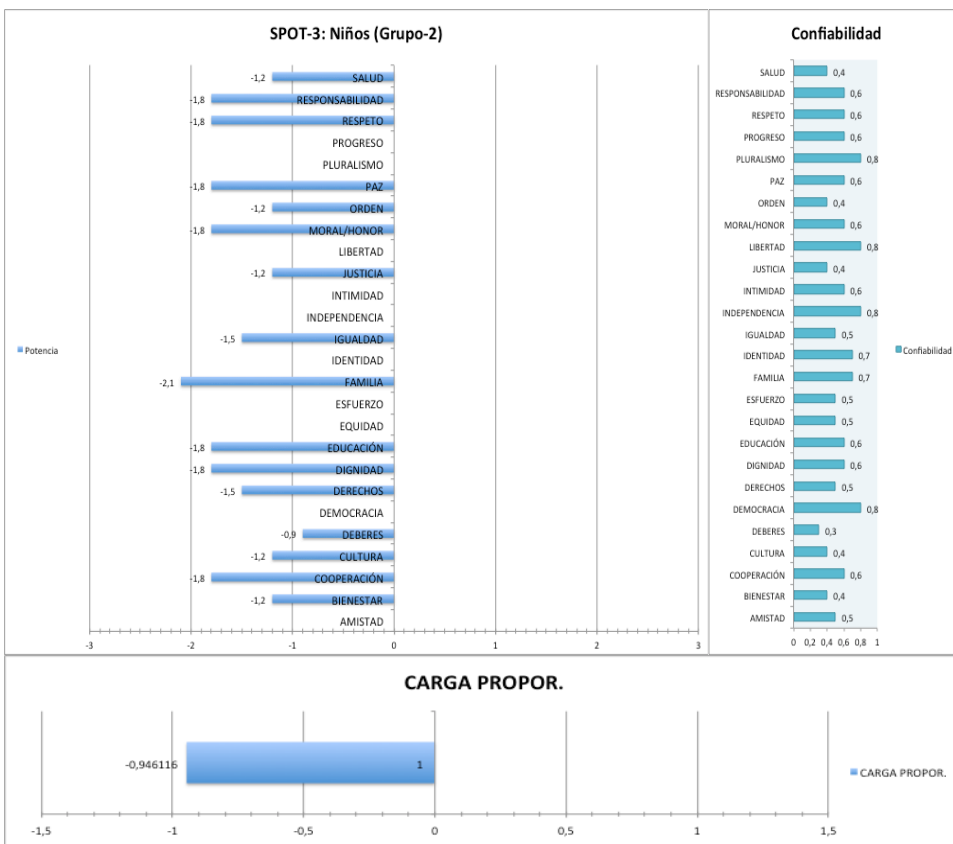 SPOT-3: Niños (Grupo-2)
-1,2 SALUD
-1,8 RESPONSABILIDAD
-1,8 RESPETO
PROGRESO
PLURALISMO
-1,8 PAZ
-1,2 ORDEN
-1,8 MORAL/HONOR
LIBERTAD
-1,2 JUSTICIA
INTIMIDAD
INDEPENDENCIA
-1,5 IGUALDAD
Potencia
IDENTIDAD
-2,1 FAMILIA
ESFUERZO
EQUIDAD
-1,8 EDUCACIÓN
-1,8 DIGNIDAD
-1,5 DERECHOS
DEMOCRACIA
-0,9 DEBERES
-1,2 CULTURA
-1,8 COOPERACIÓN
-1,2 BIENESTAR
AMISTAD
-3 -2 -1 0 1 2 3
Confiabilidad
SALUD 0,4
RESPONSABILIDAD 0,6
RESPETO 0,6
PROGRESO 0,6
PLURALISMO 0,8
PAZ 0,6
ORDEN 0,4
MORAL/HONOR 0,6
LIBERTAD 0,8
JUSTICIA 0,4
INTIMIDAD 0,6
INDEPENDENCIA 0,8
IGUALDAD 0,5
Confiabilidad
IDENTIDAD 0,7
FAMILIA 0,7
ESFUERZO 0,5
EQUIDAD 0,5
EDUCACIÓN 0,6
DIGNIDAD 0,6
DERECHOS 0,5
DEMOCRACIA 0,8
DEBERES 0,3
CULTURA 0,4
COOPERACIÓN 0,6
BIENESTAR 0,4
AMISTAD 0,5
0 0,2 0,4 0,6 0,8 1
CARGA PROPOR.
-0,946116 1
CARGA PROPOR.
-1,5 -1 -0,5 0 0,5 1 1,5